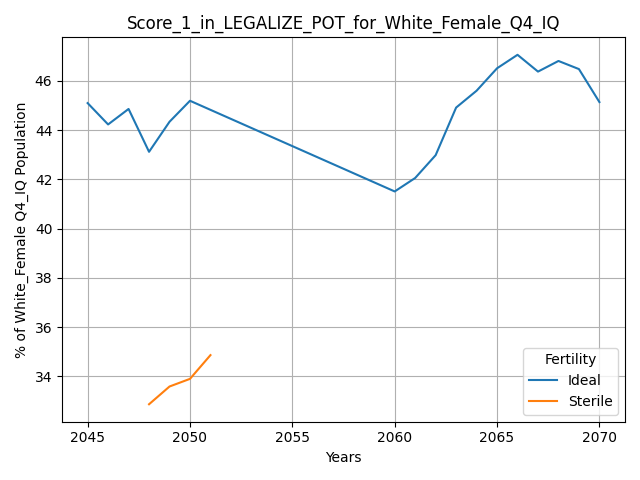 Score_1_in_LEGALIZE_POT_for_White_Female_Q4_IQ
% of White_Female Q4_IQ Population
46
44
42
40
38
36
34
Fertility
Ideal
Sterile
2045 2050 2055 2060 2065 2070
Years